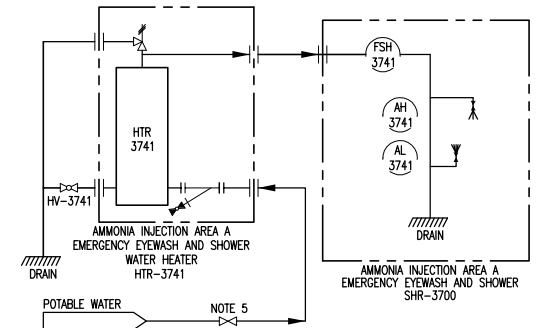 FSH
3741
HTR
3741
AH
3741
AL
3741
HV-3741
DRAIN
AMMONIA INJECTION AREA A
EMERGENCY EYEWASH AND SHOWER
WATER HEATER
HTR-3741
DRAIN
AMMONIA INJECTION AREA A
EMERGENCY EYEWASH AND SHOWER
SHR-3700
POTABLE WATER
NOTE 5